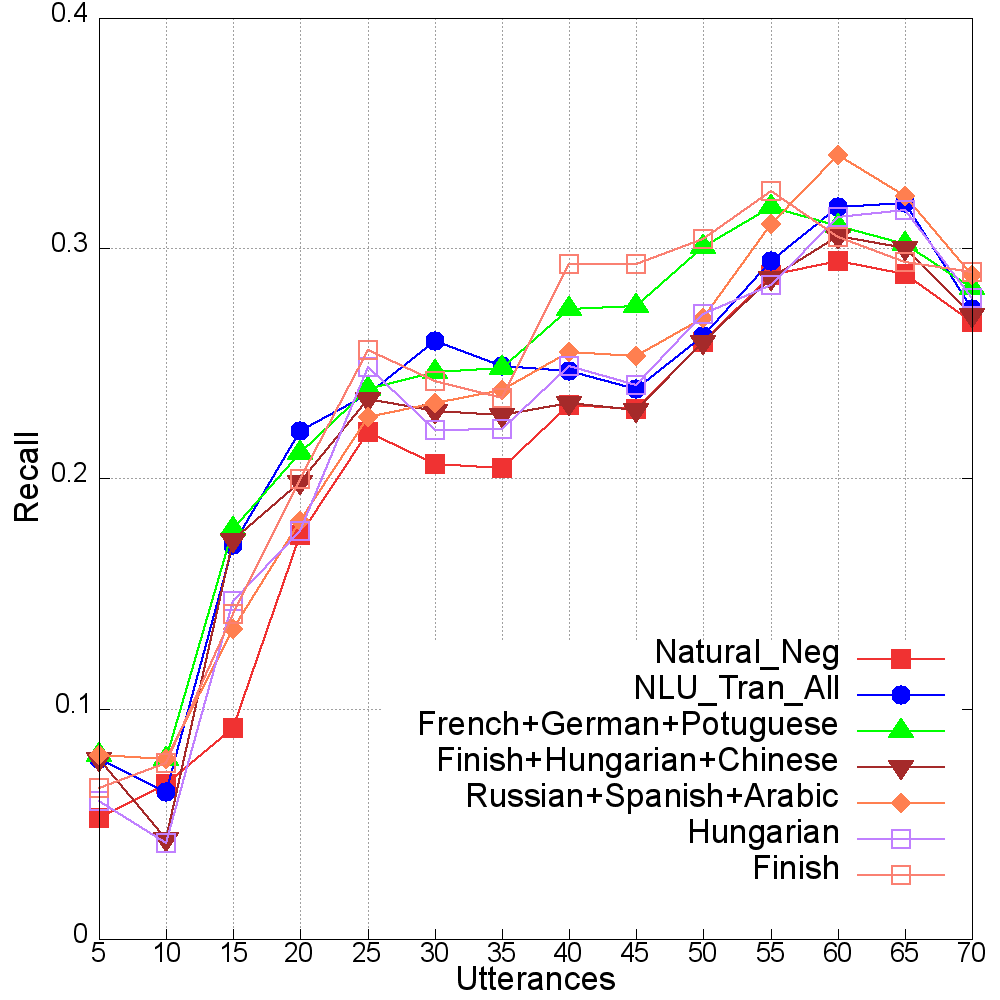 0.4
0.3
0.2
0.1
0
Recall
Natural_Neg
NLU_Tran_All
French+German+Potuguese
Finish+Hungarian+Chinese
Russian+Spanish+Arabic
Hungarian
Finish
5 10 15 20 25 30 35 40 45 50 55 60 65 70
Utterances